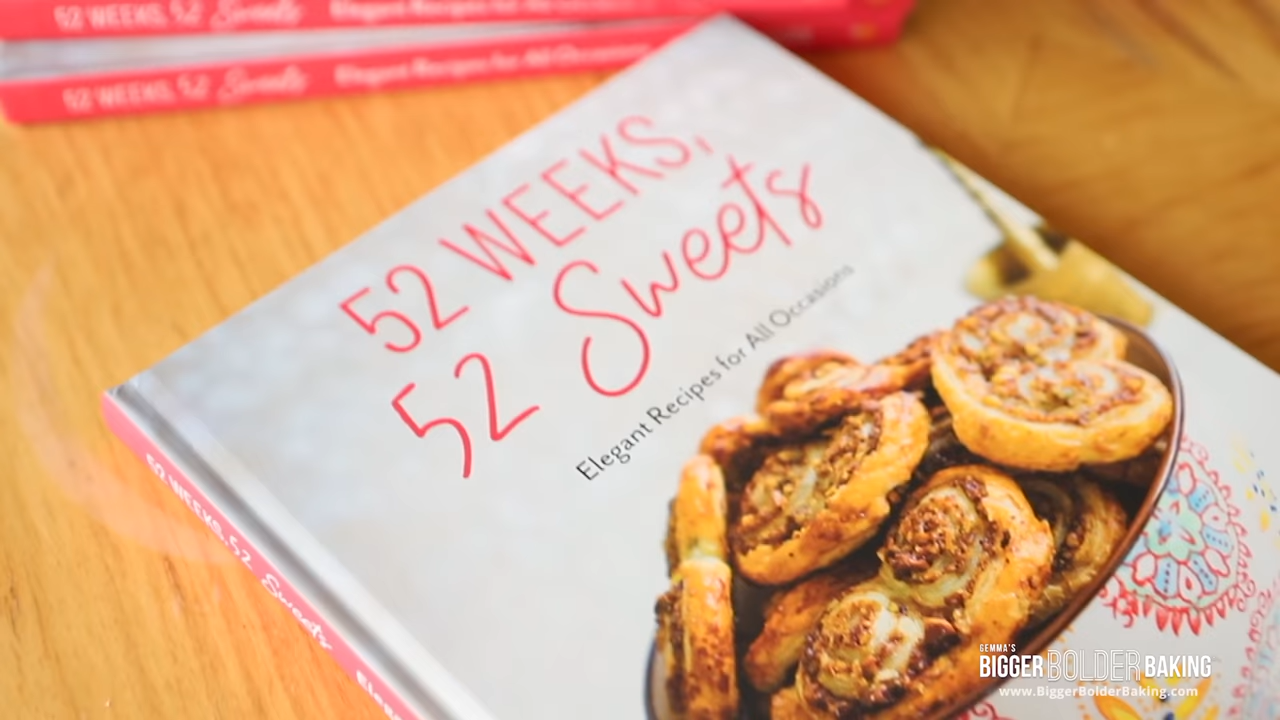 52 WEEKS, 52 Sweets Elegant Recipes for All Occasions
52 WEEKS, 52 Sweets Elegant Recipes for All Occasions
52 WEEKS,
52 Sweets
Elegant Recipes for All Occasions
52 WEEKS, 52 Sweets
GEMMA'S
BIGGER BOLDER BAKING
www.BiggerBolderBaking.com